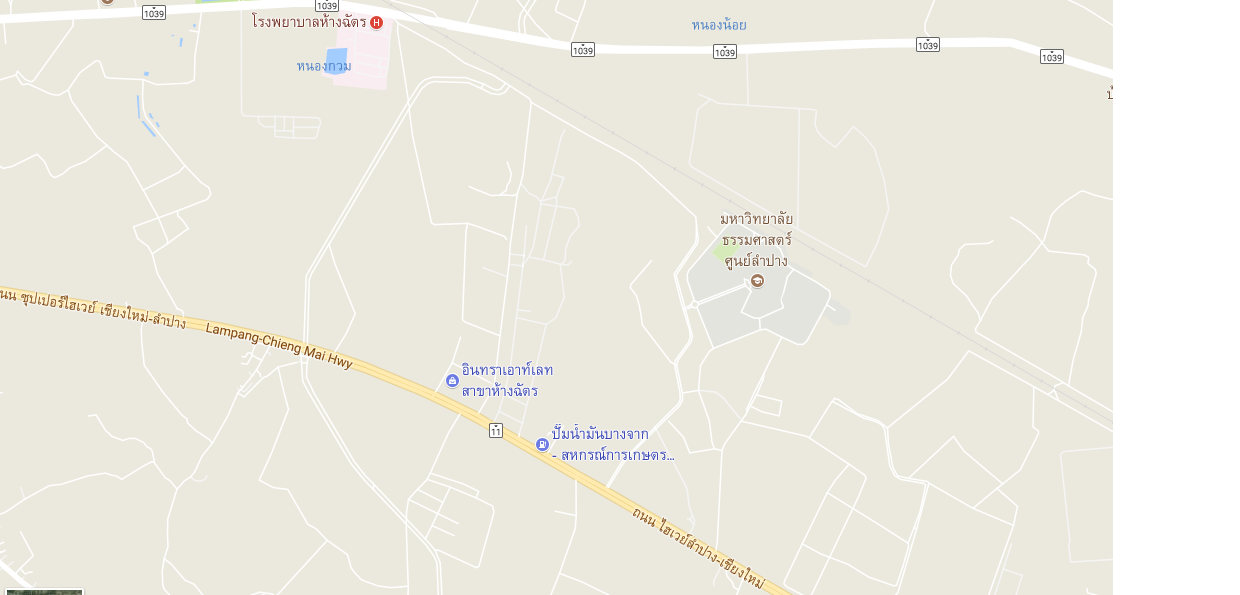 1039
1039
โรงพยาบาลห้างฉัตร
H
หนองน้อย
1039
1039
1039
1039
หนองกวม
มหาวิทยาลัย
ธรรมศาสตร์
ศูนย์ลำปาง
ถนน ซุปเปอร์ไฮเวย์ เชียงใหม่-ลำปาง
Lampang-Chieng Mai Hwy
อินทราเอาท์เลท
สาขาห้างฉัตร
11
ปั๊มน้ำมันบางจาก
- สหกรณ์การเกษตร...
ถนน ไฮเวย์ลำปาง-เชียงใหม่